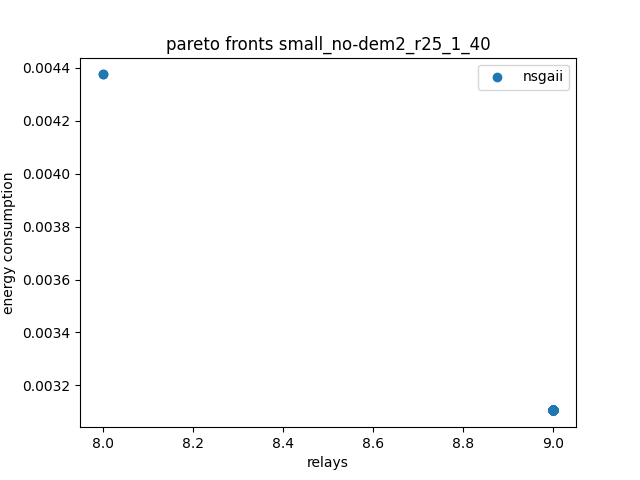 pareto fronts small_no-dem2_r25_1_40
nsgaii
0.0044
0.0042
0.0040
0.0038
0.0036
0.0034
0.0032
energy consumption
8.0 8.2 8.4 8.6 8.8 9.0
relays